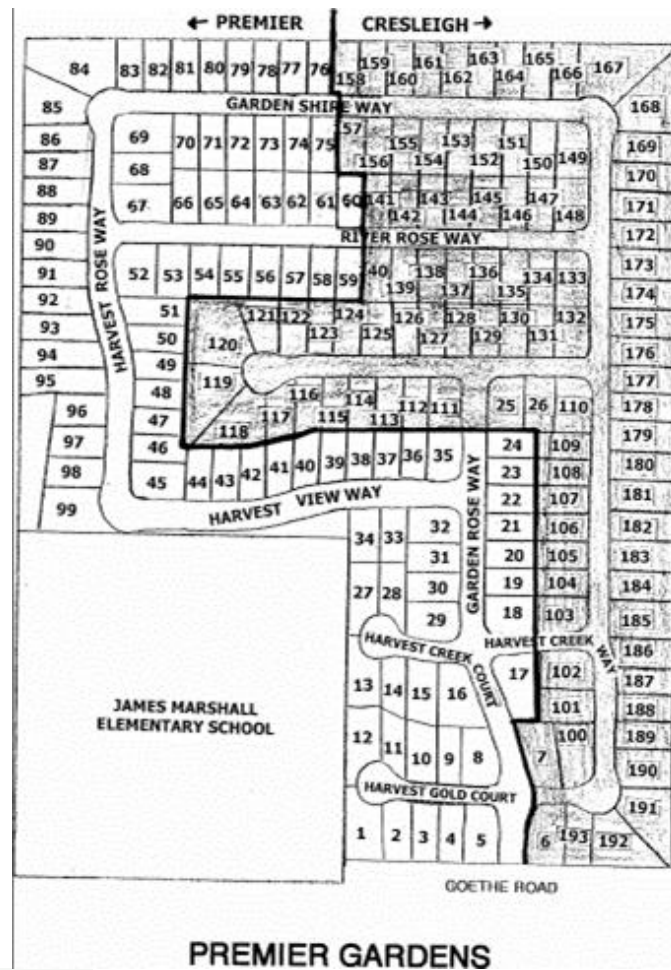 ← PREMIER CRESLEIGH →
159 161 163 165 167
84 83 82 81 80 79 78 77 76 158 160 162 164 166
85 GARDEN SHIRE WAY 168
86 69 70 71 72 73 74 75 157 155 153 151 169
87 68 156 154 152 150 149 170
88 67 66 65 64 63 62 61 60 141 143 145 147 171
89 142 144 146 148 172
90 RIVER ROSE WAY
91 52 53 54 55 56 57 58 59 40 138 136 134 133 173
139 137 135 174
92 51 121 122 124 126 128 130 132 175
93 50 120 123 125 127 129 131 176
94 49 119 177
95 48 116 114 112 111 25 26 110 178
96 47 118 117 115 113 179
97 46 24 109 180
98 45 44 43 42 41 40 39 38 37 36 35 23 108 181
99 HARVEST VIEW WAY 22 107 182
HARVEST ROSE WAY
34 33 32 21 106 183
31 20 105 184
27 28 30 19 104 185
29 18 103 186
GARDEN ROSE WAY
HARVEST CREEK COURT
HARVEST CREEK WAY
13 14 15 16 17 102 187
101 188
JAMES MARSHALL
ELEMENTARY SCHOOL
12 11 10 9 8 7 100 189
190
HARVEST GOLD COURT 191
1 2 3 4 5 6 193 192
GOETHE ROAD
PREMIER GARDENS